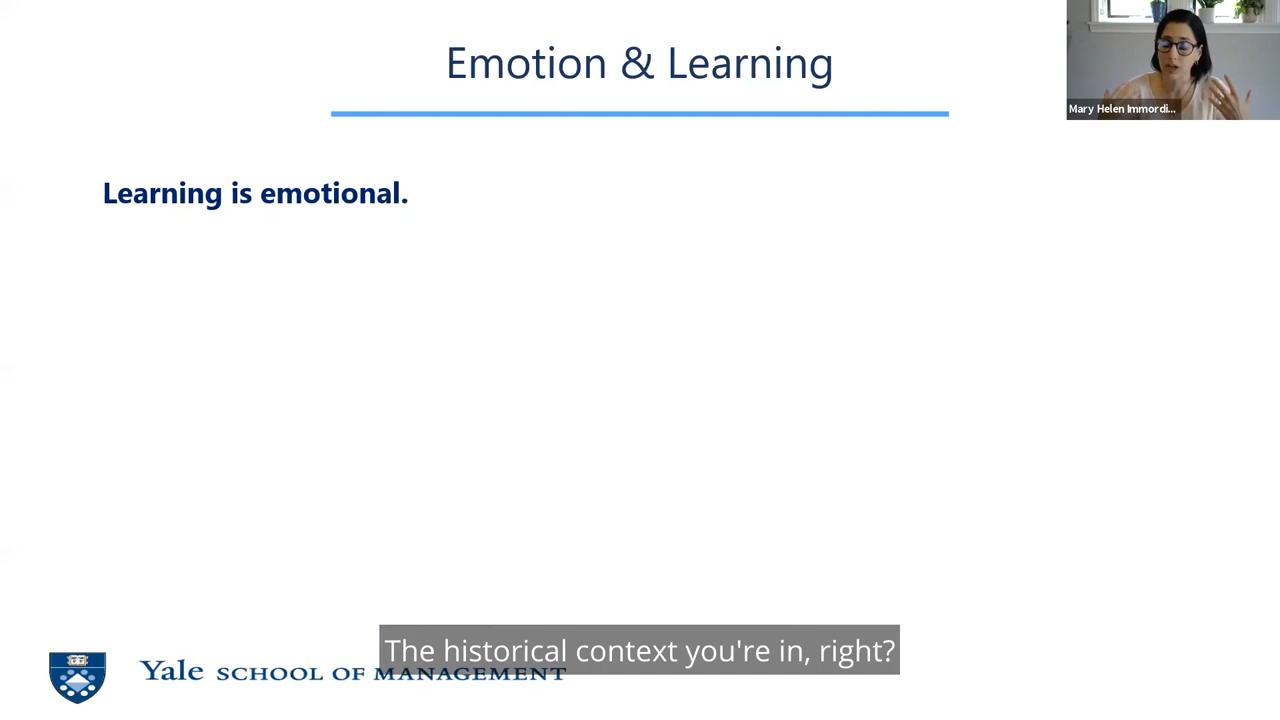 Emotion & Learning
Mary Helen Immordi...
Learning is emotional.
The historical context you're in, right?
Yale SCHOOL OF MANAGEMENT